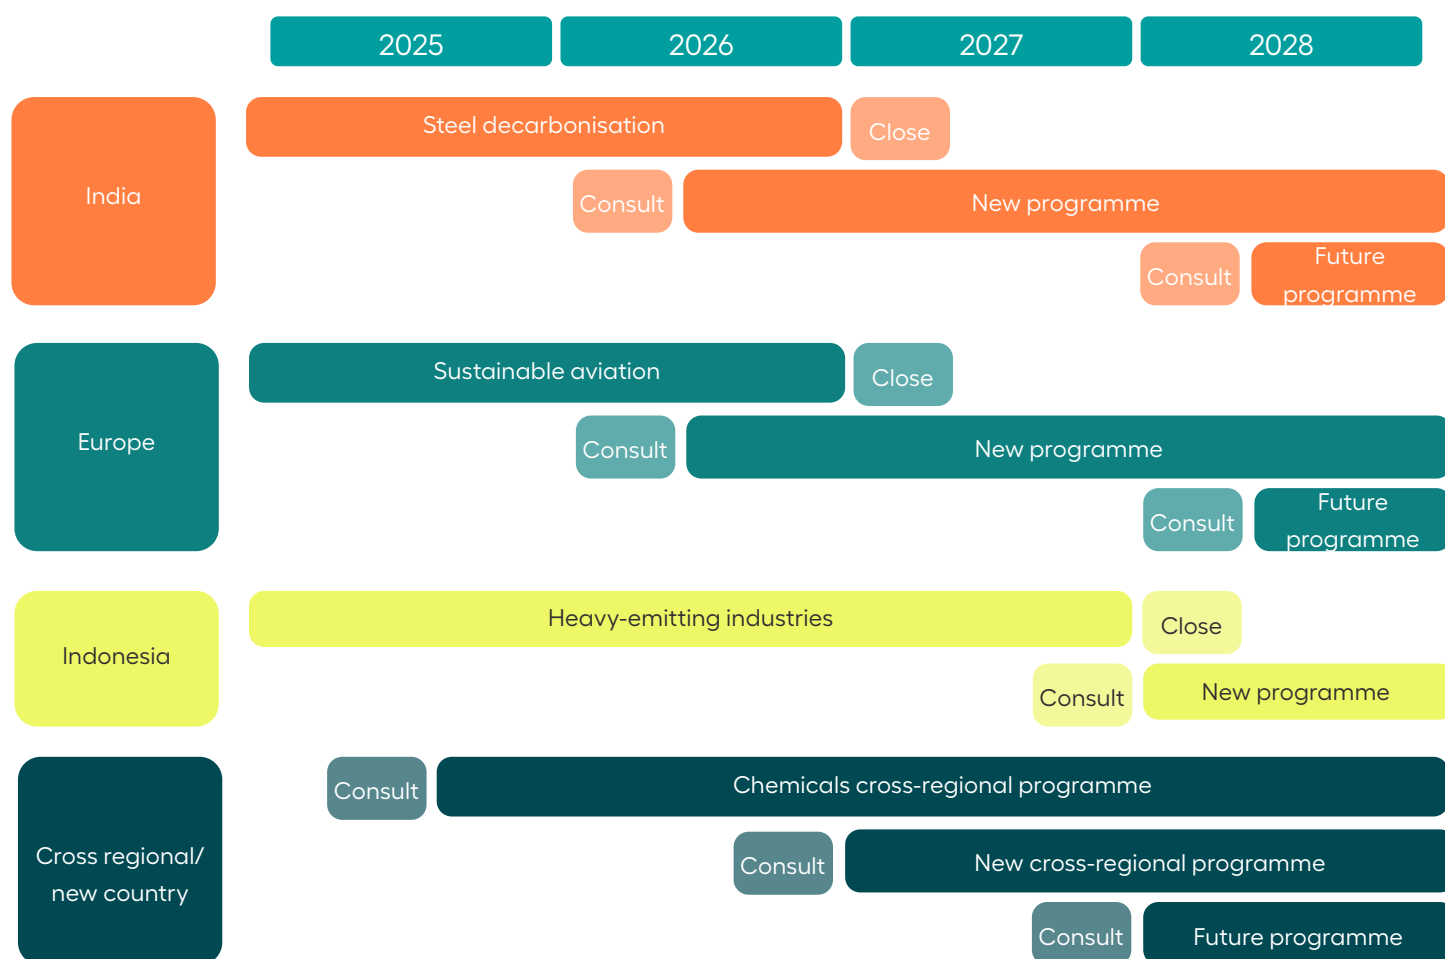 2025
2026
2027
2028
India
Steel decarbonisation
Close
Consult
New programme
Consult
Future
programme
Europe
Sustainable aviation
Close
Consult
New programme
Consult
Future
programme
Indonesia
Heavy-emitting industries
Close
Consult
New programme
Cross regional/
new country
Consult
Chemicals cross-regional programme
Consult
New cross-regional programme
Consult
Future programme